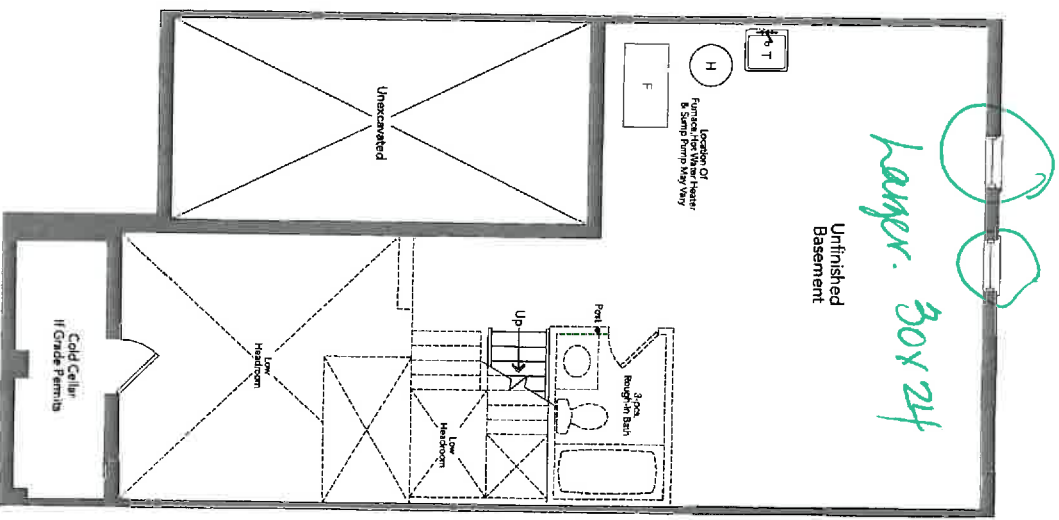 Larger. 30x24
Unfinished
Basement
T
H
F
Location Of
Furnace, Hot Water Heater
& Sump Pump May Vary
Unexcavated
Post
3-pce.
Rough-In Bath
Up
Low
Headroom
Low
Headroom
Cold Cellar
If Grade Permits